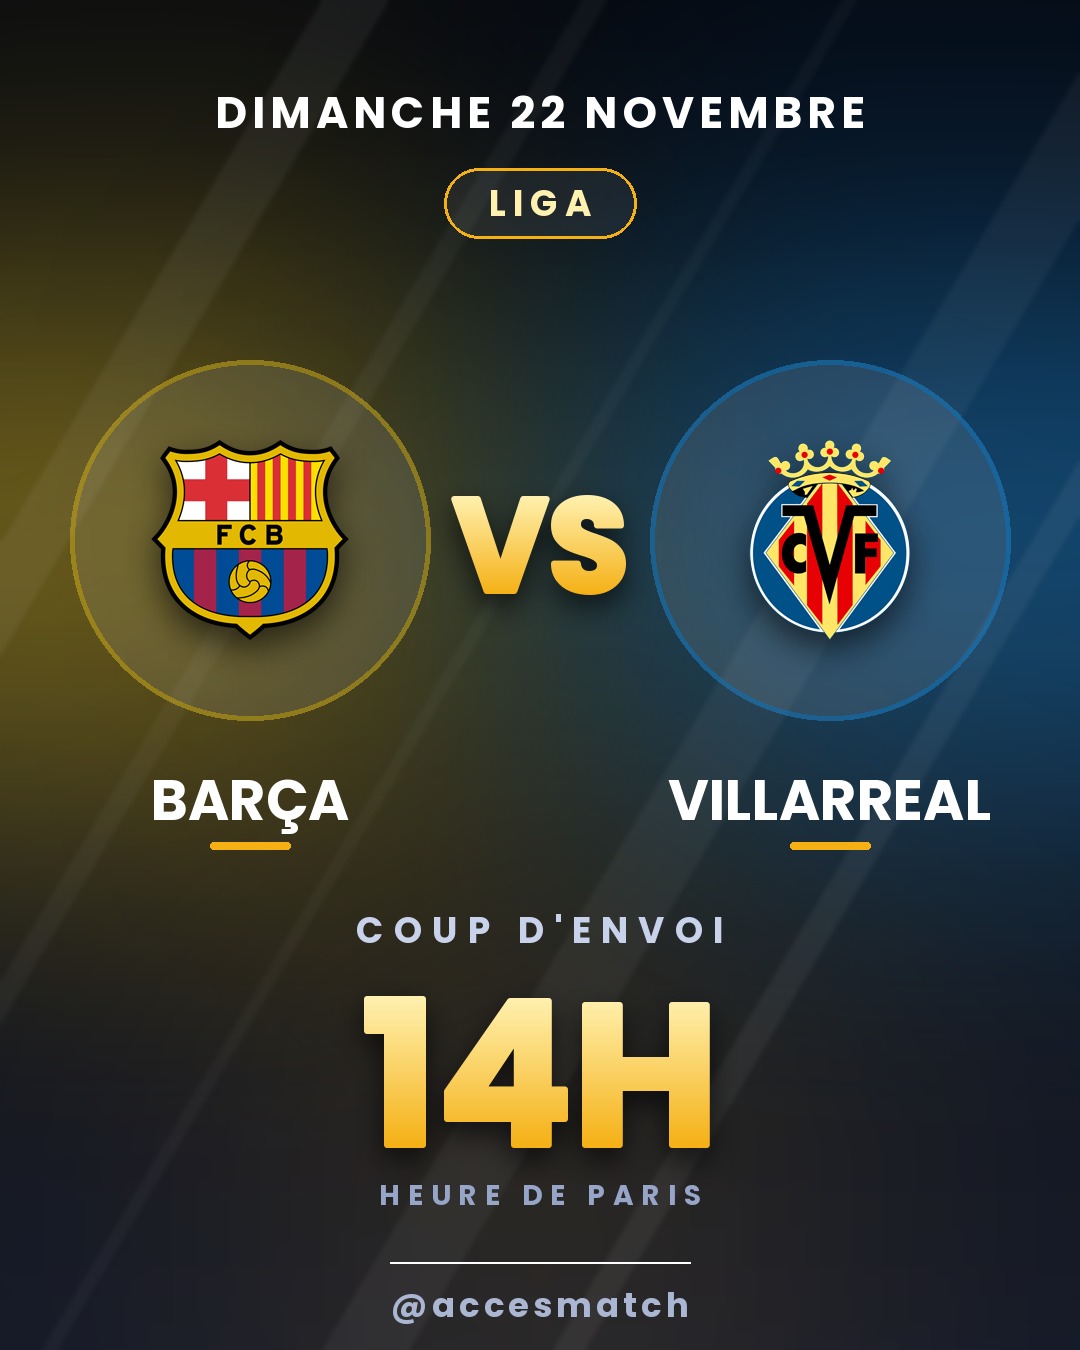 DIMANCHE 22 NOVEMBRE
LIGA
FCB
VS
CVF
BARÇA
VILLARREAL
COUP D'ENVOI
14H
HEURE DE PARIS
@accesmatch